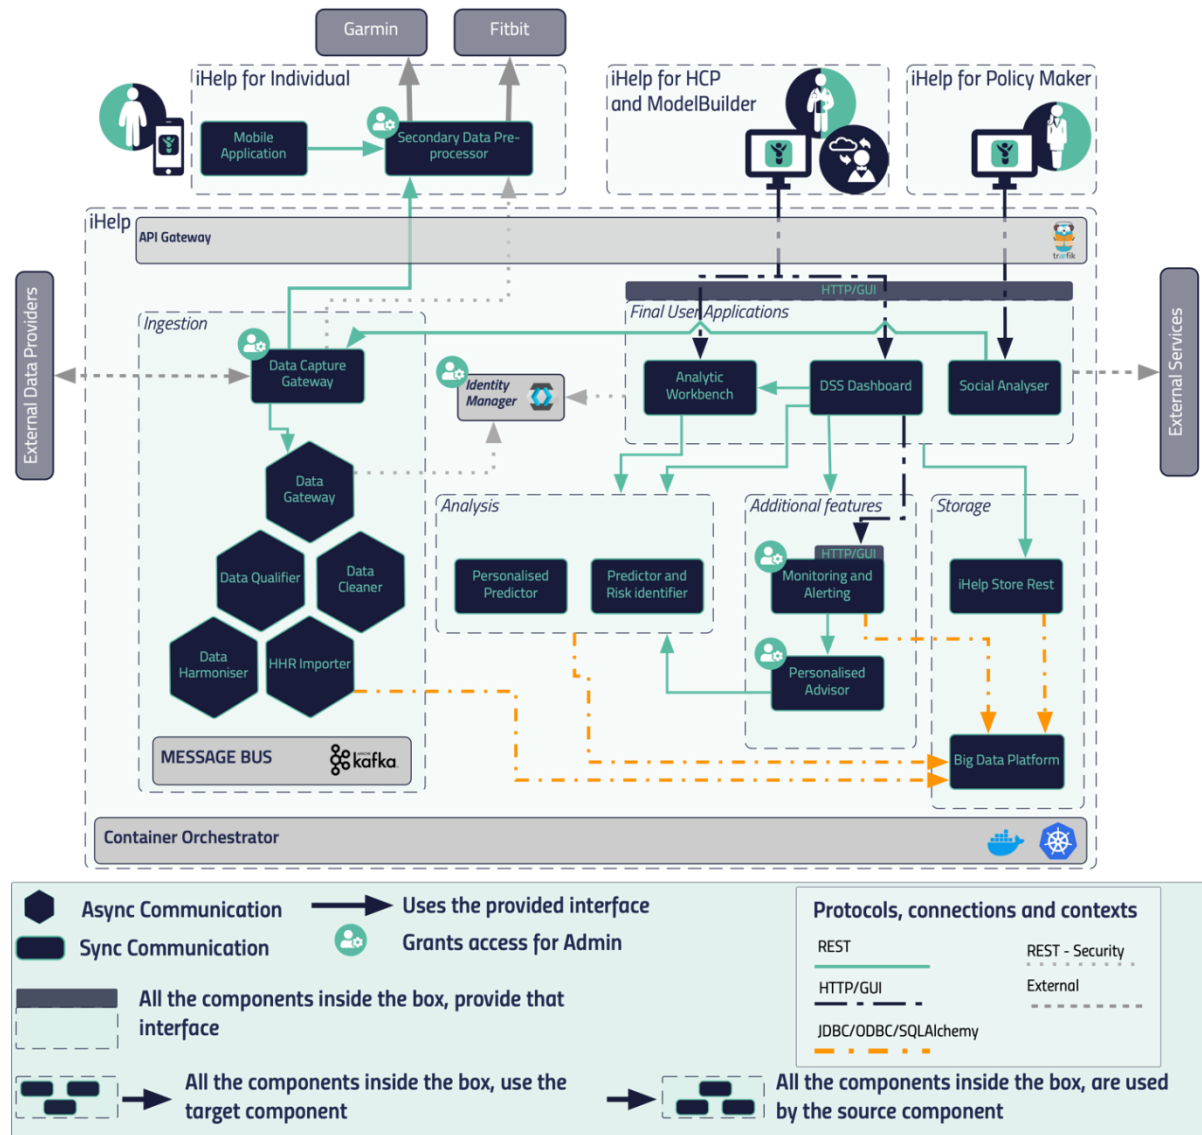 Garmin
Fitbit
iHelp for Individual
Mobile
Application
Secondary Data Pre-
processor
iHelp for HCP
and ModelBuilder
iHelp for Policy Maker
iHelp
API Gateway
træfik
External Data Providers
External Services
HTTP/GUI
Ingestion
Final User Applications
Data Capture
Gateway
Identity
Manager
Analytic
Workbench
DSS Dashboard
Social Analyser
Data
Gateway
Analysis
Additional features
Storage
Data Qualifier
Data
Cleaner
Personalised
Predictor
Predictor and
Risk identifier
HTTP/GUI
Monitoring and
Alerting
iHelp Store Rest
Data
Harmoniser
HHR Importer
Personalised
Advisor
MESSAGE BUS
kafka
Big Data Platform
Container Orchestrator
Async Communication
Uses the provided interface
Sync Communication
Grants access for Admin
All the components inside the box, provide that
interface
All the components inside the box, use the
target component
All the components inside the box, are used
by the source component
Protocols, connections and contexts
REST
REST - Security
HTTP/GUI
External
JDBC/ODBC/SQLAlchemy